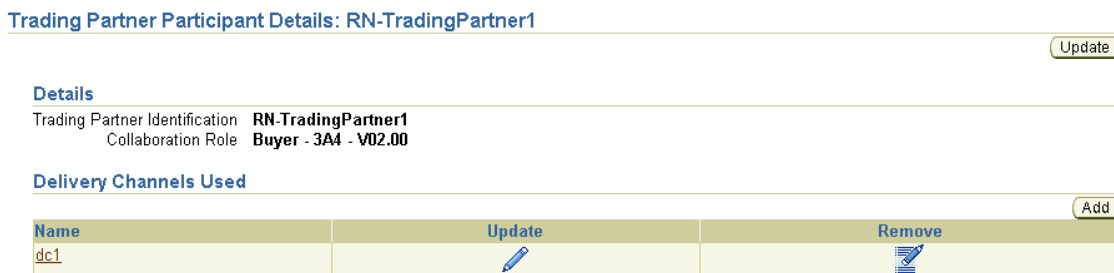 Trading Partner Participant Details: RN-TradingPartner1
Update
Details
Trading Partner Identification RN-TradingPartner1
Collaboration Role Buyer - 3A4 - V02.00
Delivery Channels Used
Add
Name Update Remove
dc1